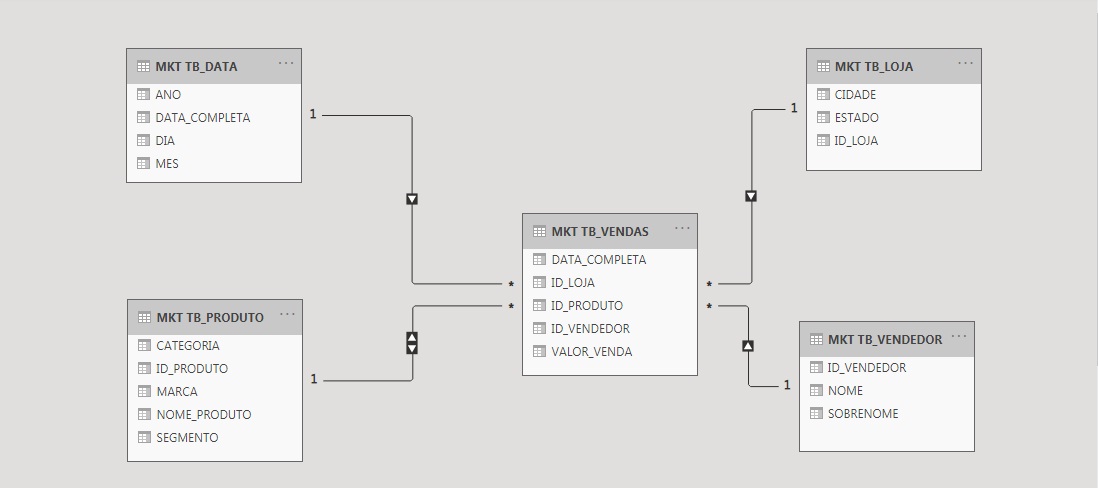 MKT TB_DATA ...
ANO
DATA_COMPLETA
DIA
MES
1
MKT TB_LOJA ...
CIDADE
ESTADO
ID_LOJA
1
MKT TB_VENDAS ...
DATA_COMPLETA
ID_LOJA
ID_PRODUTO
ID_VENDEDOR
VALOR_VENDA
*
*
*
*
MKT TB_PRODUTO ...
CATEGORIA
ID_PRODUTO
MARCA
NOME_PRODUTO
SEGMENTO
1
MKT TB_VENDEDOR ...
ID_VENDEDOR
NOME
SOBRENOME
1